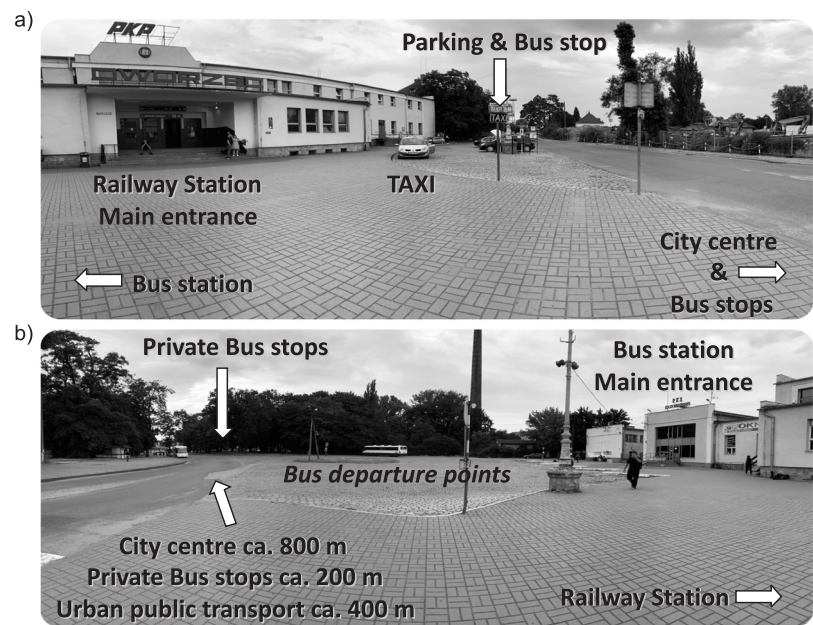 a)
PKP
DWORZEC
Parking & Bus stop
TAXI
Railway Station
Main entrance
TAXI
Bus station
City centre
&
Bus stops
b)
Private Bus stops
Bus station
Main entrance
Bus departure points
City centre ca. 800 m
Private Bus stops ca. 200 m
Urban public transport ca. 400 m
Railway Station